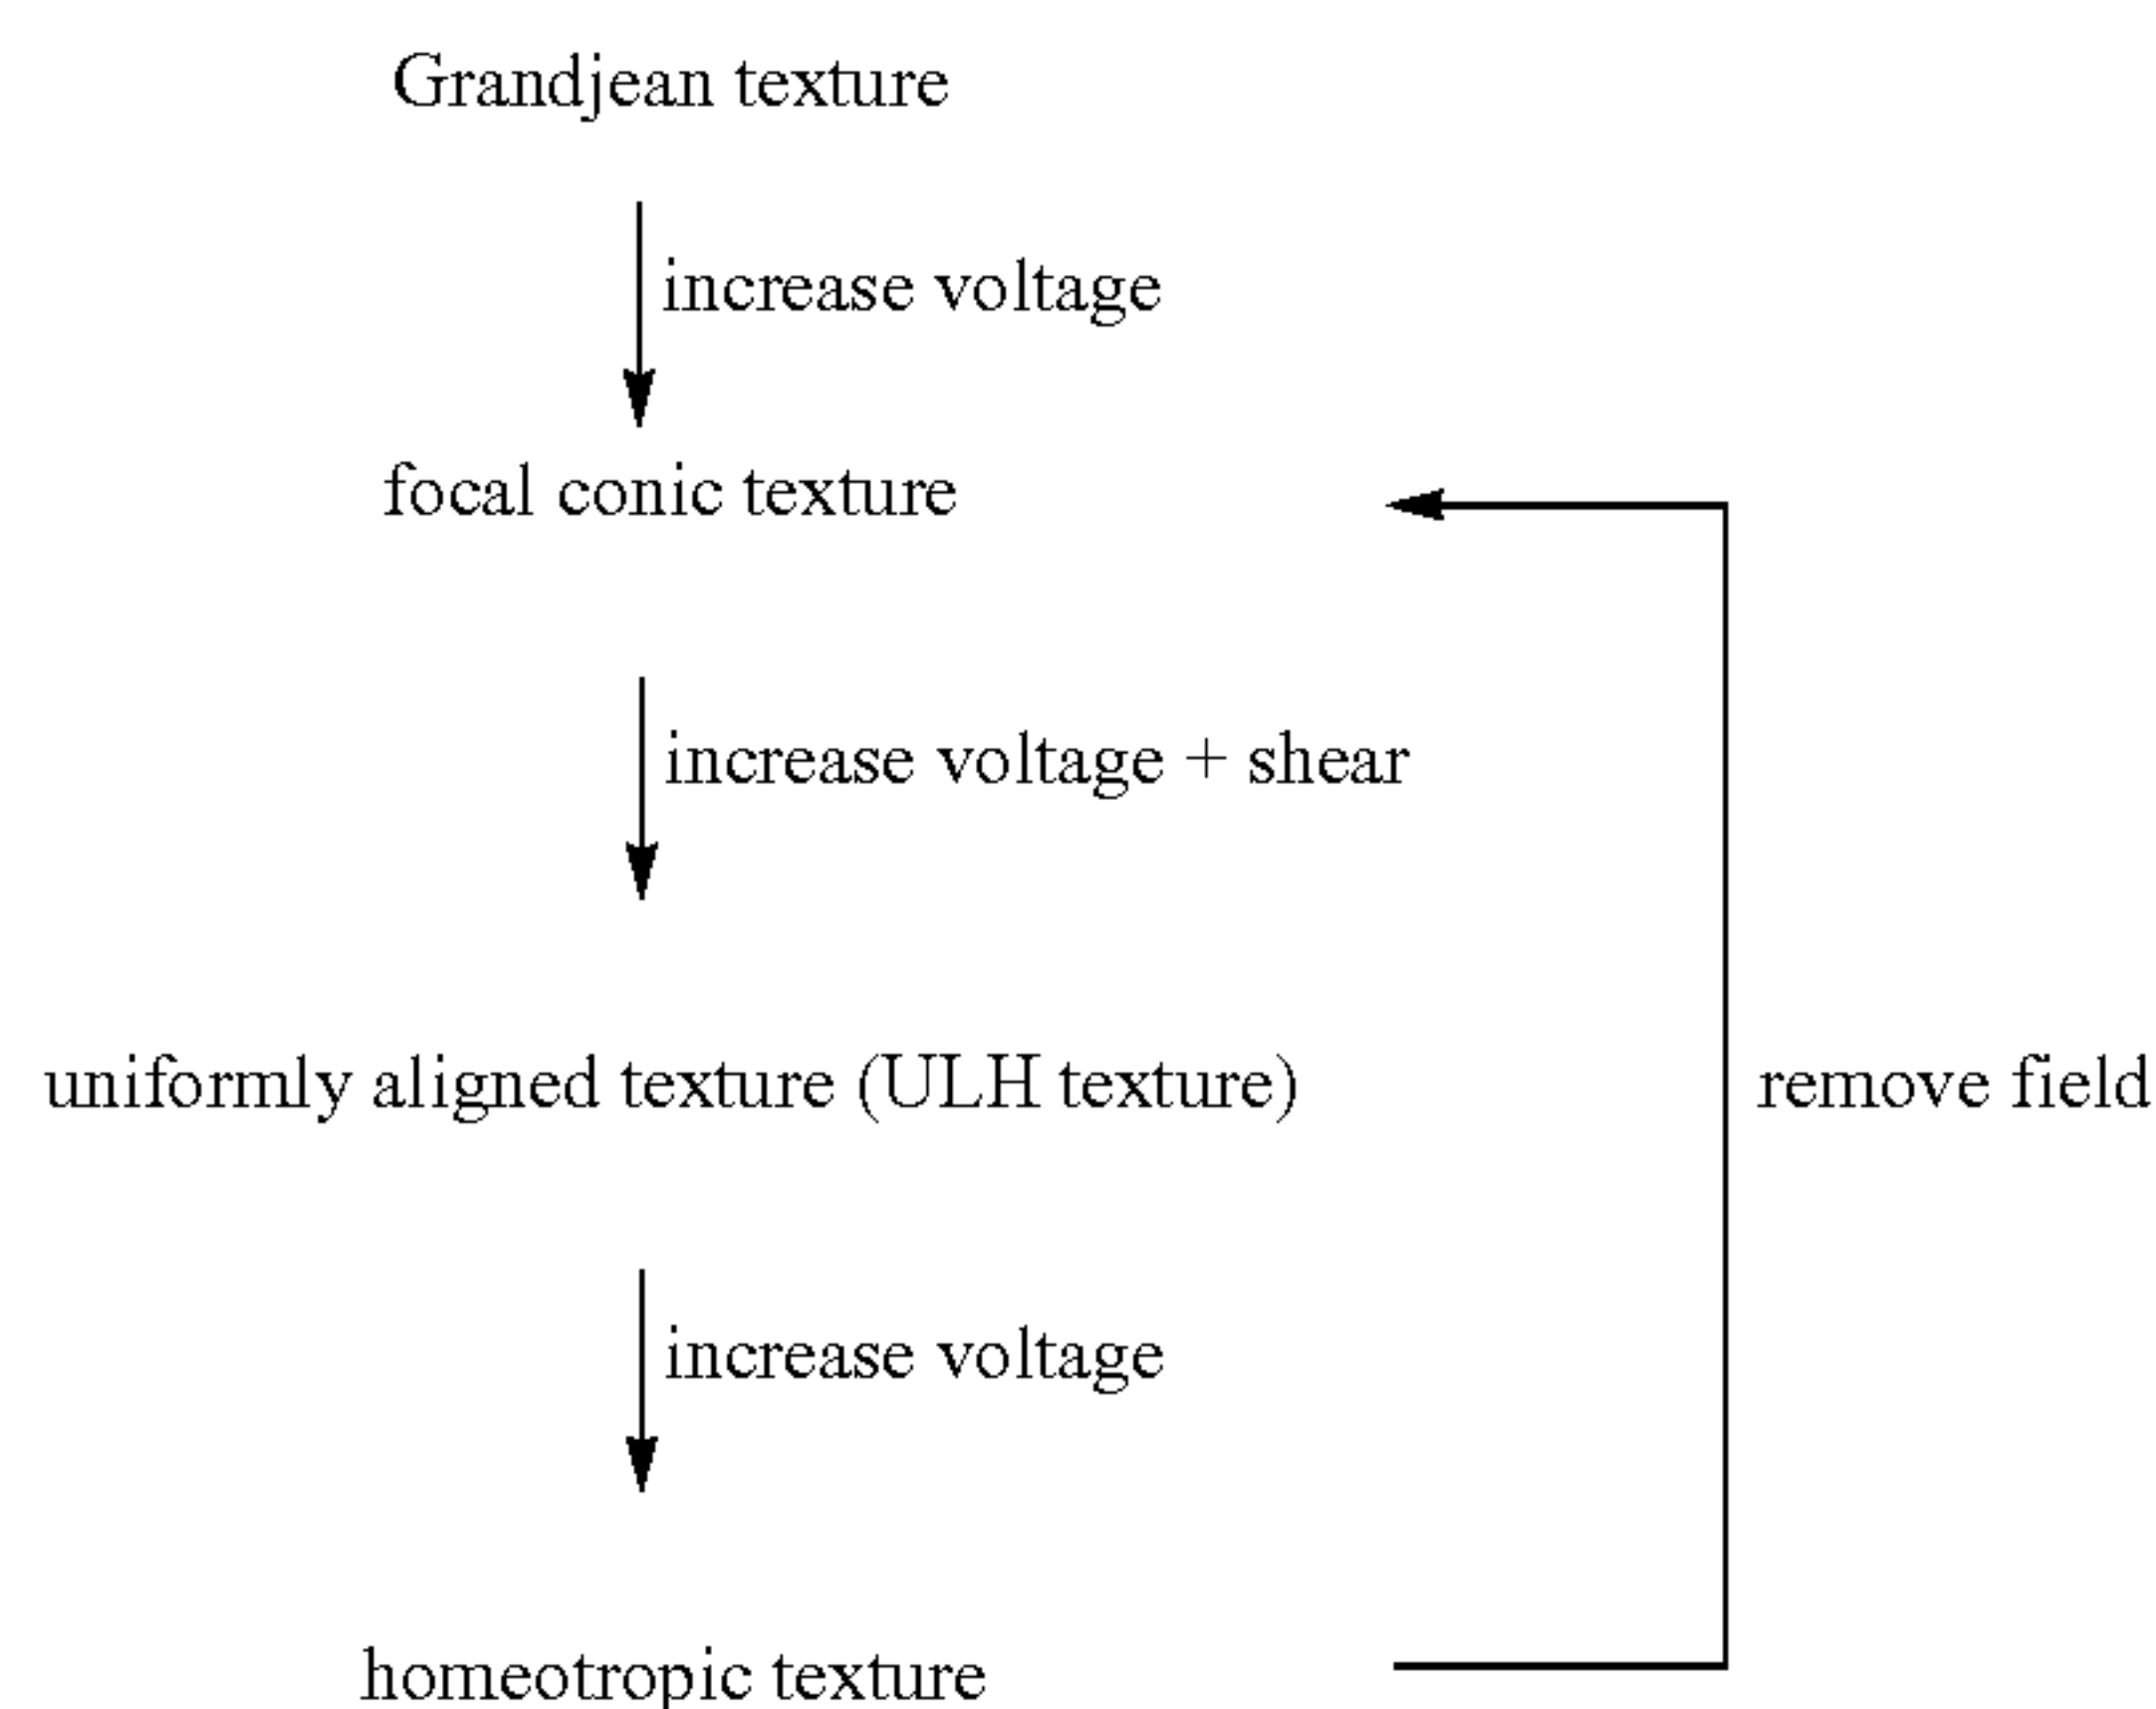 Grandjean texture
increase voltage
focal conic texture
increase voltage + shear
uniformly aligned texture (ULH texture)
remove field
increase voltage
homeotropic texture